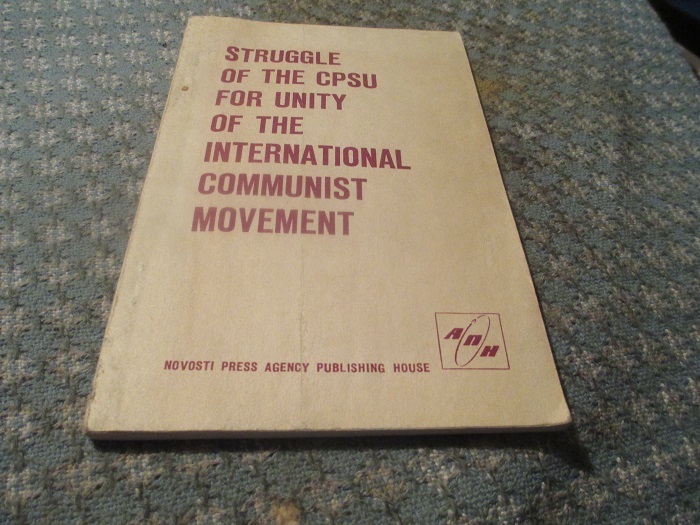 STRUGGLE
OF THE CPSU
FOR UNITY
OF THE
INTERNATIONAL
COMMUNIST
MOVEMENT
АПН
NOVOSTI PRESS AGENCY PUBLISHING HOUSE